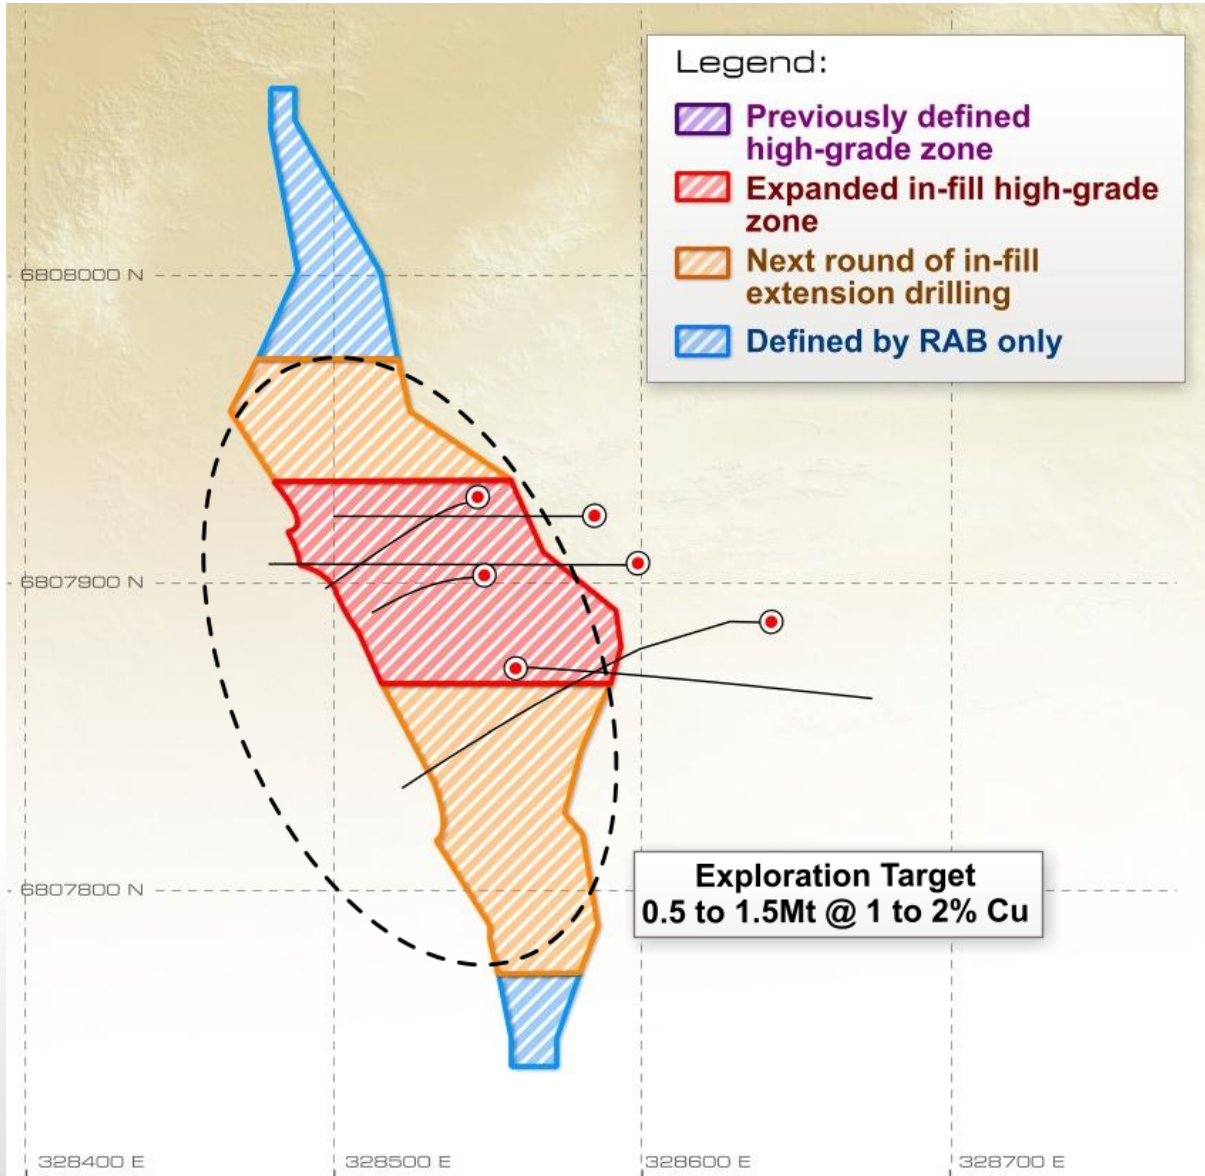 Legend:
Previously defined
high-grade zone
Expanded in-fill high-grade
zone
Next round of in-fill
extension drilling
Defined by RAB only
6808000 N
6807900 N
6807800 N
Exploration Target
0.5 to 1.5Mt @ 1 to 2% Cu
328400 E
328500 E
328600 E
328700 E